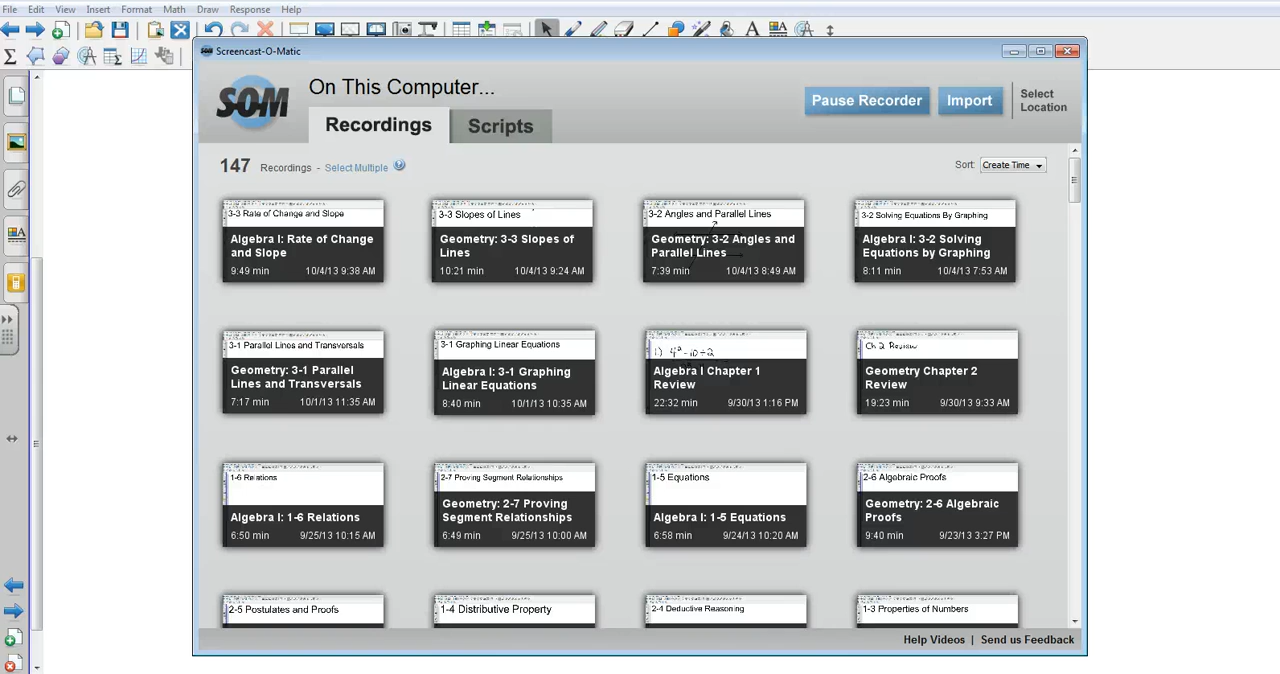 File Edit View Insert Format Math Draw Response Help
Screencast-O-Matic
SOM
On This Computer...
Pause Recorder
Import
Select
Location
Recordings
Scripts
147 Recordings - Select Multiple
Sort: Create Time
3-3 Rate of Change and Slope
Algebra I: Rate of Change
and Slope
9:49 min 10/4/13 9:38 AM
3-3 Slopes of Lines
Geometry: 3-3 Slopes of
Lines
10:21 min 10/4/13 9:24 AM
3-2 Angles and Parallel Lines
Geometry: 3-2 Angles and
Parallel Lines
7:39 min 10/4/13 8:49 AM
3-2 Solving Equations By Graphing
Algebra I: 3-2 Solving
Equations by Graphing
8:11 min 10/4/13 7:53 AM
3-1 Parallel Lines and Transversals
Geometry: 3-1 Parallel
Lines and Transversals
7:17 min 10/1/13 11:35 AM
3-1 Graphing Linear Equations
Algebra I: 3-1 Graphing
Linear Equations
8:40 min 10/1/13 10:35 AM
1) 4²-10÷2
Algebra I Chapter 1
Review
22:32 min 9/30/13 1:16 PM
Ch 2 Review
Geometry Chapter 2
Review
19:23 min 9/30/13 9:33 AM
1-6 Relations
Algebra I: 1-6 Relations
6:50 min 9/25/13 10:15 AM
2-7 Proving Segment Relationships
Geometry: 2-7 Proving
Segment Relationships
6:49 min 9/25/13 10:00 AM
1-5 Equations
Algebra I: 1-5 Equations
6:58 min 9/24/13 10:20 AM
2-6 Algebraic Proofs
Geometry: 2-6 Algebraic
Proofs
9:40 min 9/23/13 3:27 PM
2-5 Postulates and Proofs
1-4 Distributive Property
2-4 Deductive Reasoning
1-3 Properties of Numbers
Help Videos | Send us Feedback